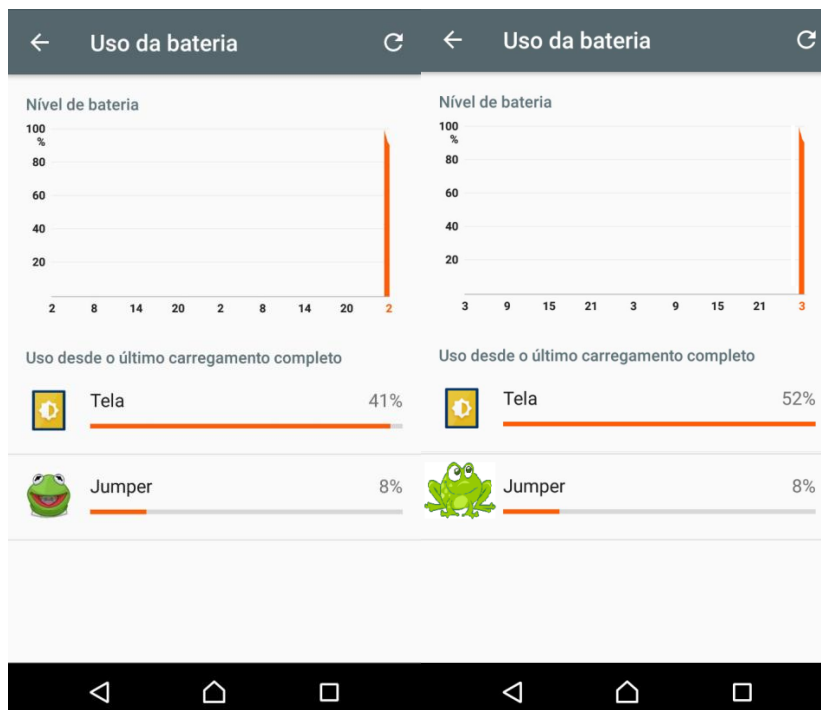 Uso da bateria
Nível de bateria
100
%
80
60
40
20
2 8 14 20 2 8 14 20 2
Uso desde o último carregamento completo
Tela 41%
Jumper 8%
Uso da bateria
Nível de bateria
100
%
80
60
40
20
3 9 15 21 3 9 15 21 3
Uso desde o último carregamento completo
Tela 52%
Jumper 8%